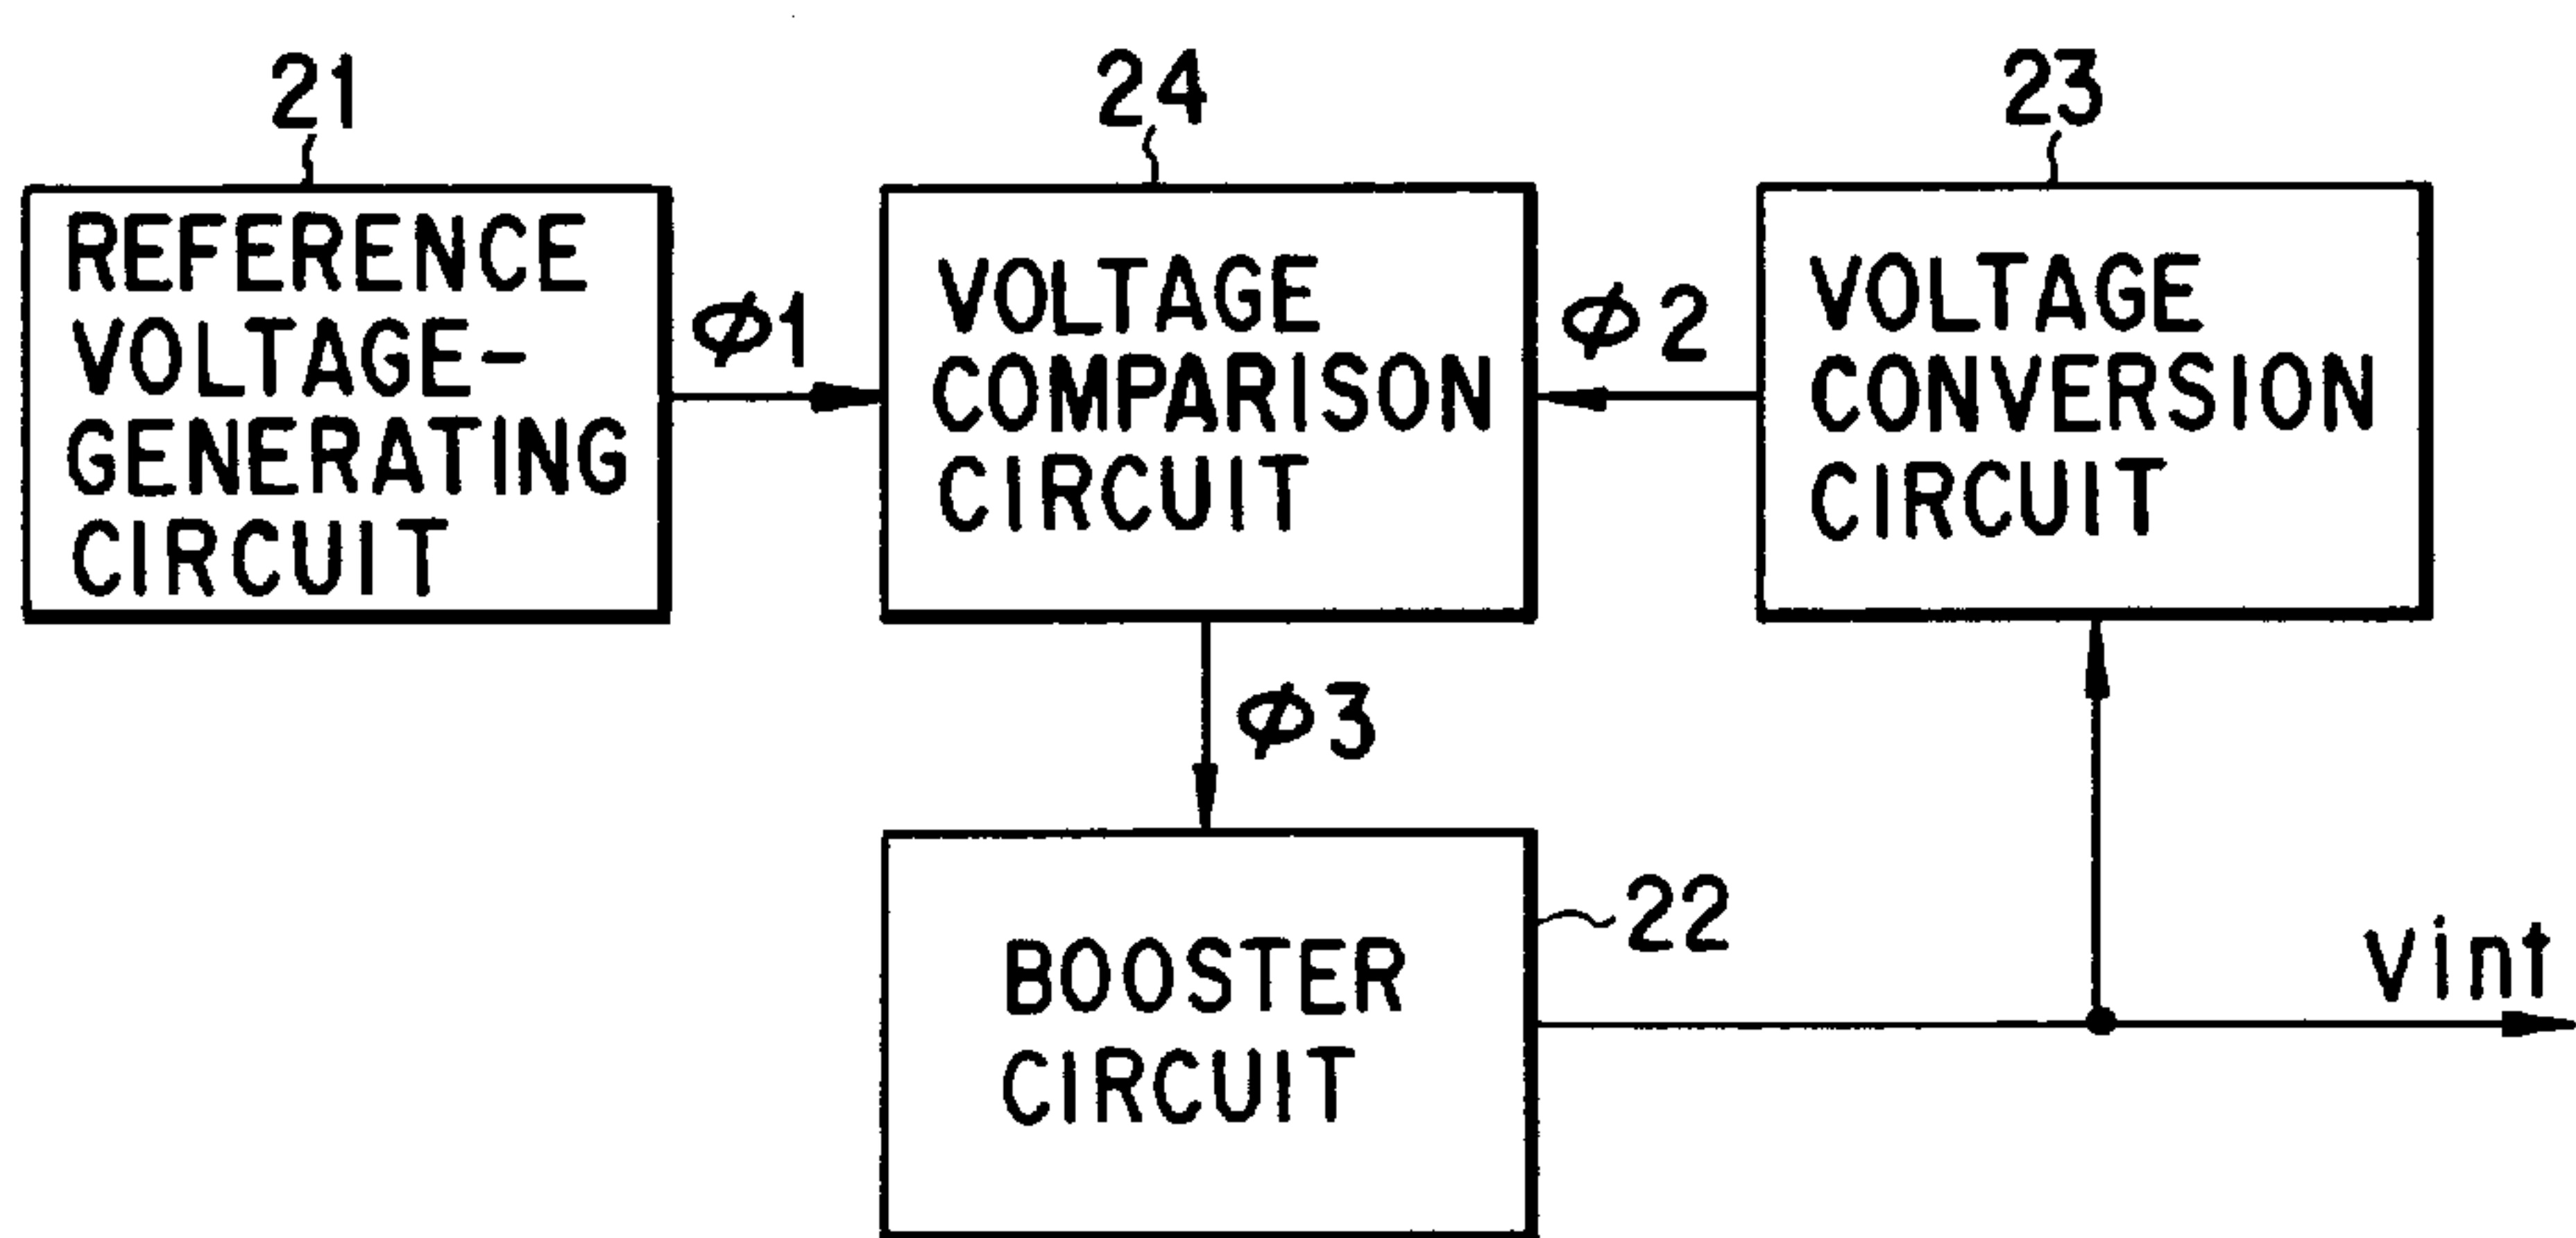 21
24
23
REFERENCE
VOLTAGE-
GENERATING
CIRCUIT
φ1
VOLTAGE
COMPARISON
CIRCUIT
φ2
VOLTAGE
CONVERSION
CIRCUIT
φ3
BOOSTER
CIRCUIT
22
Vint